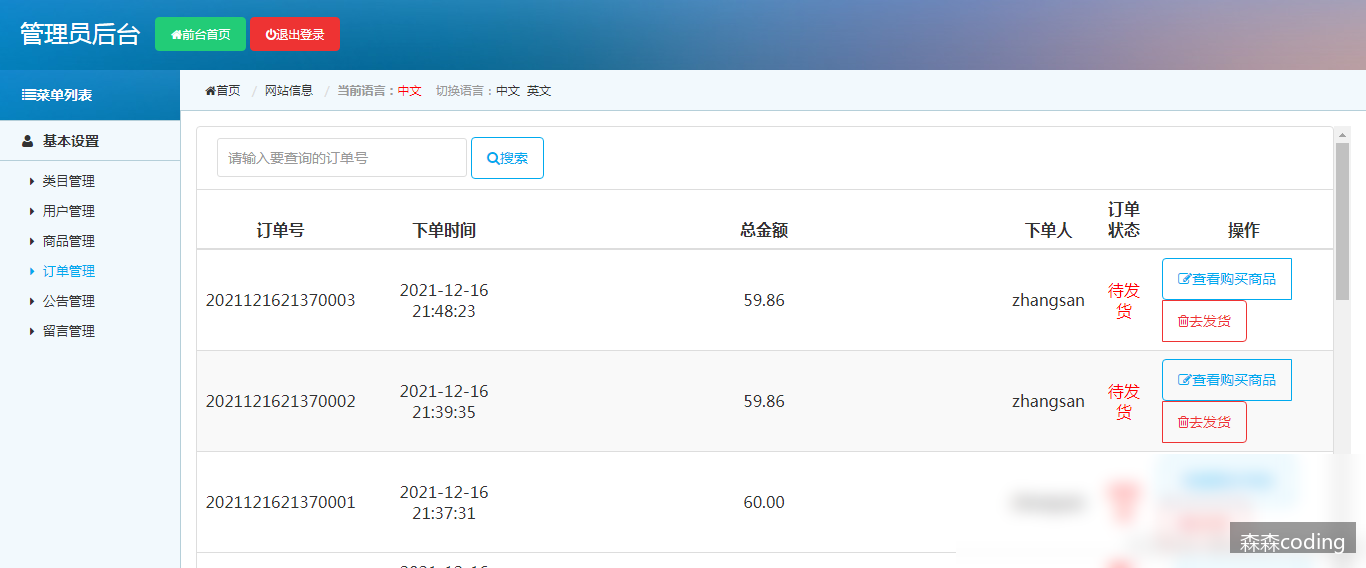 管理员后台 前台首页 退出登录
菜单列表 首页 / 网站信息 / 当前语言：中文 切换语言：中文 英文
基本设置
类目管理
用户管理
商品管理
订单管理
公告管理
留言管理
请输入要查询的订单号 搜索
订单号 下单时间 总金额 下单人 订单状态 操作
2021121621370003 2021-12-16 21:48:23 59.86 zhangsan 待发货 查看购买商品
去发货
2021121621370002 2021-12-16 21:39:35 59.86 zhangsan 待发货 查看购买商品
去发货
2021121621370001 2021-12-16 21:37:31 60.00
森森coding